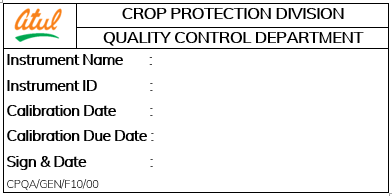 atul
CROP PROTECTION DIVISION
QUALITY CONTROL DEPARTMENT
Instrument Name :
Instrument ID :
Calibration Date :
Calibration Due Date :
Sign & Date :
CPQA/GEN/F10/00